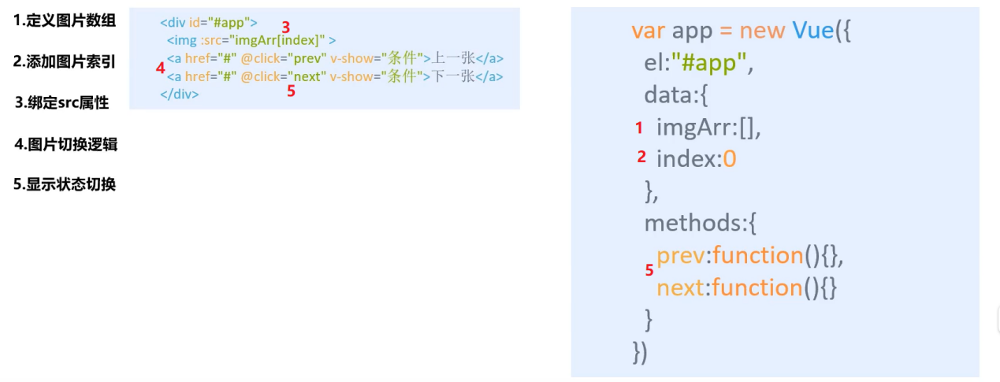 1.定义图片数组
2.添加图片索引
3.绑定src属性
4.图片切换逻辑
5.显示状态切换
<div id="#app">
3
<img :src="imgArr[index]" >
<a href="#" @click="prev" v-show="条件">上一张</a>
4
<a href="#" @click="next" v-show="条件">下一张</a>
5
</div>
var app = new Vue({
el:"#app",
data:{
1 imgArr:[],
2 index:0
},
methods:{
prev:function(){},
5
next:function(){}
}
})